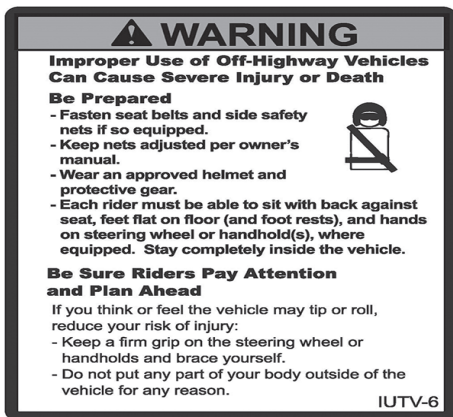 WARNING
Improper Use of Off-Highway Vehicles
Can Cause Severe Injury or Death
Be Prepared
- Fasten seat belts and side safety
nets if so equipped.
- Keep nets adjusted per owner's
manual.
- Wear an approved helmet and
protective gear.
- Each rider must be able to sit with back against
seat, feet flat on floor (and foot rests), and hands
on steering wheel or handhold(s), where
equipped. Stay completely inside the vehicle.
Be Sure Riders Pay Attention
and Plan Ahead
If you think or feel the vehicle may tip or roll,
reduce your risk of injury:
- Keep a firm grip on the steering wheel or
handholds and brace yourself.
- Do not put any part of your body outside of the
vehicle for any reason.
IUTV-6